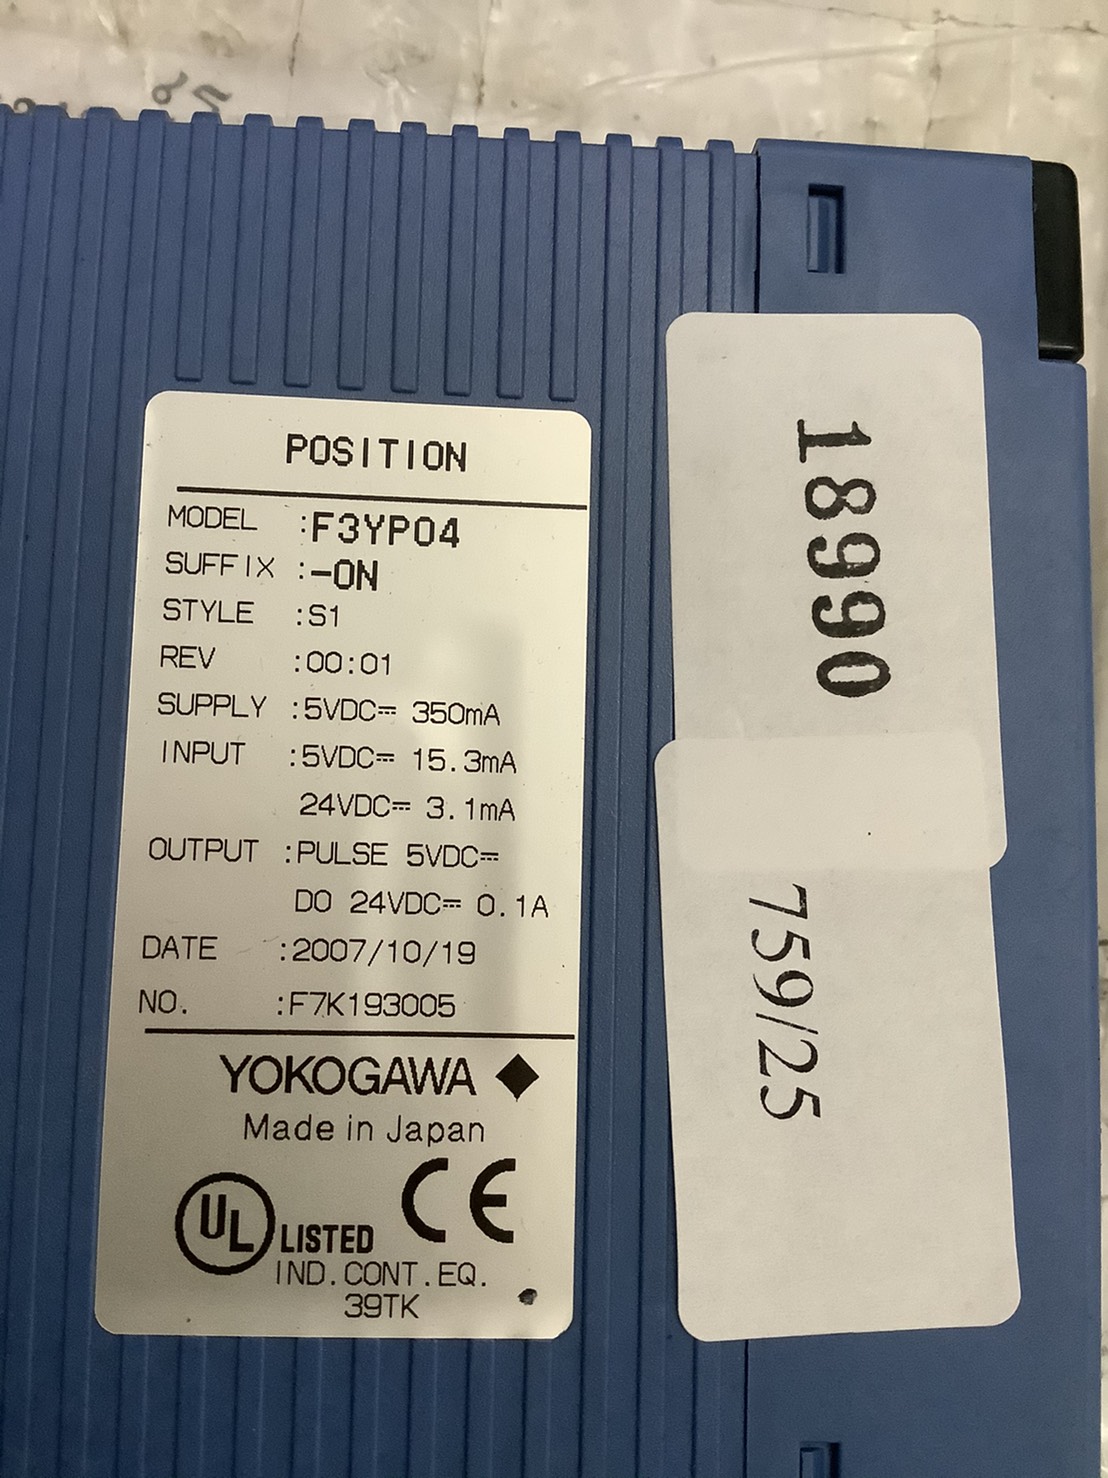 POSITION
MODEL :F3YP04
SUFFIX :-0N
STYLE :S1
REV :00:01
SUPPLY :5VDC⎓ 350mA
INPUT :5VDC⎓ 15.3mA
24VDC⎓ 3.1mA
OUTPUT :PULSE 5VDC⎓
DO 24VDC⎓ 0.1A
DATE :2007/10/19
NO. :F7K193005
YOKOGAWA ◆
Made in Japan
UL LISTED CE
IND.CONT.EQ.
39TK
18990
759/25